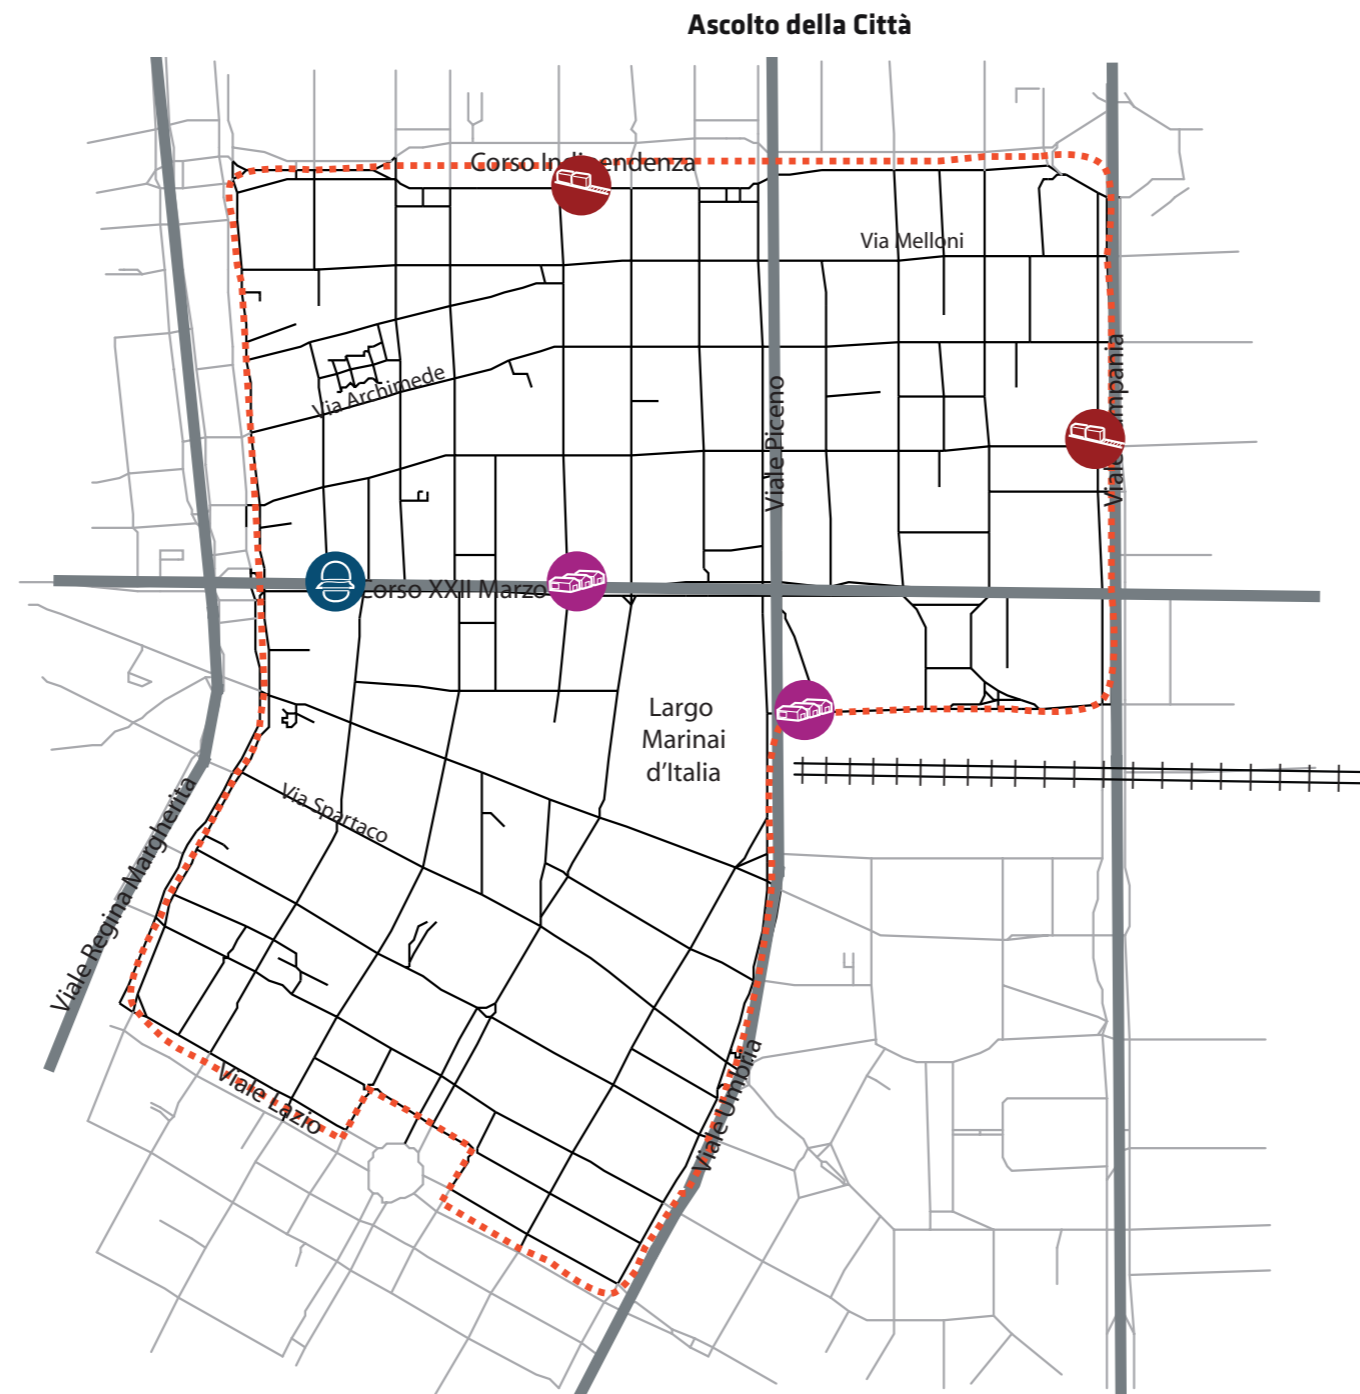 Ascolto della Città
Corso Indipendenza
Via Melloni
Via Archimede
Viale Piceno
Viale Campania
Corso XXII Marzo
Largo
Marinai
d'Italia
Via Spartaco
Viale Regina Margherita
Viale Umbria
Viale Lazio